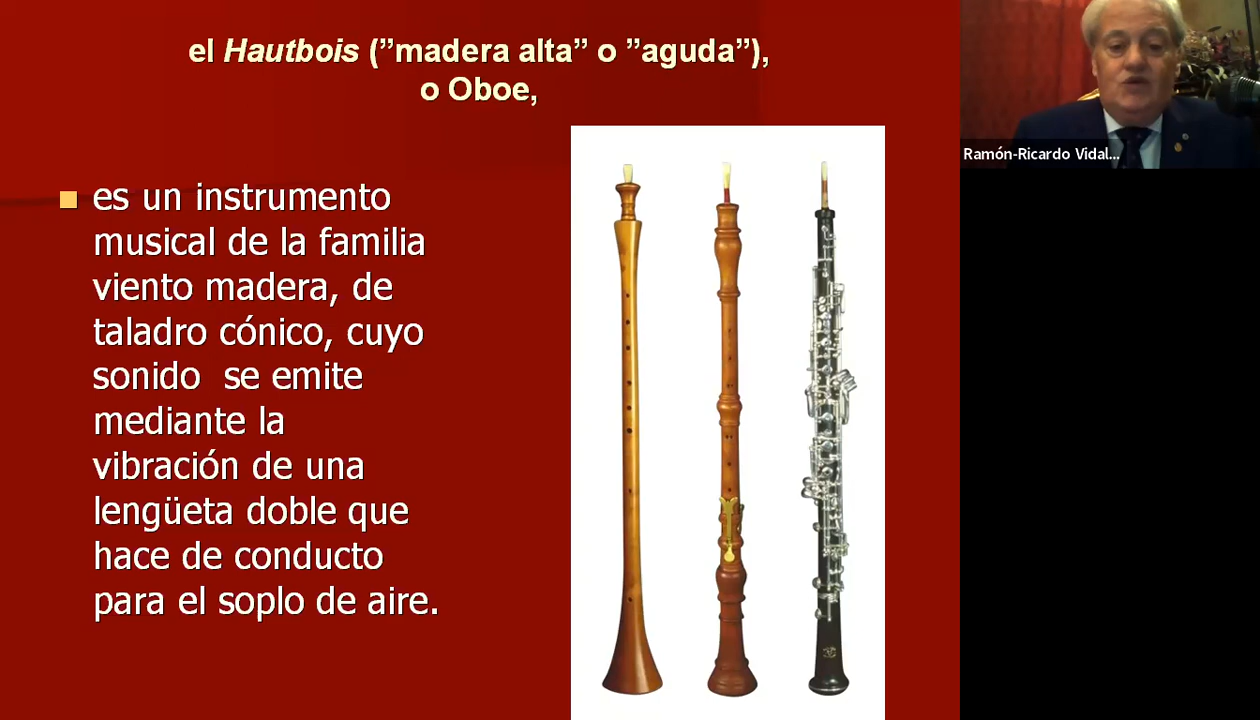 el Hautbois (”madera alta” o ”aguda”),
o Oboe,
es un instrumento
musical de la familia
viento madera, de
taladro cónico, cuyo
sonido  se emite
mediante la
vibración de una
lengüeta doble que
hace de conducto
para el soplo de aire.
Ramón-Ricardo Vidal...